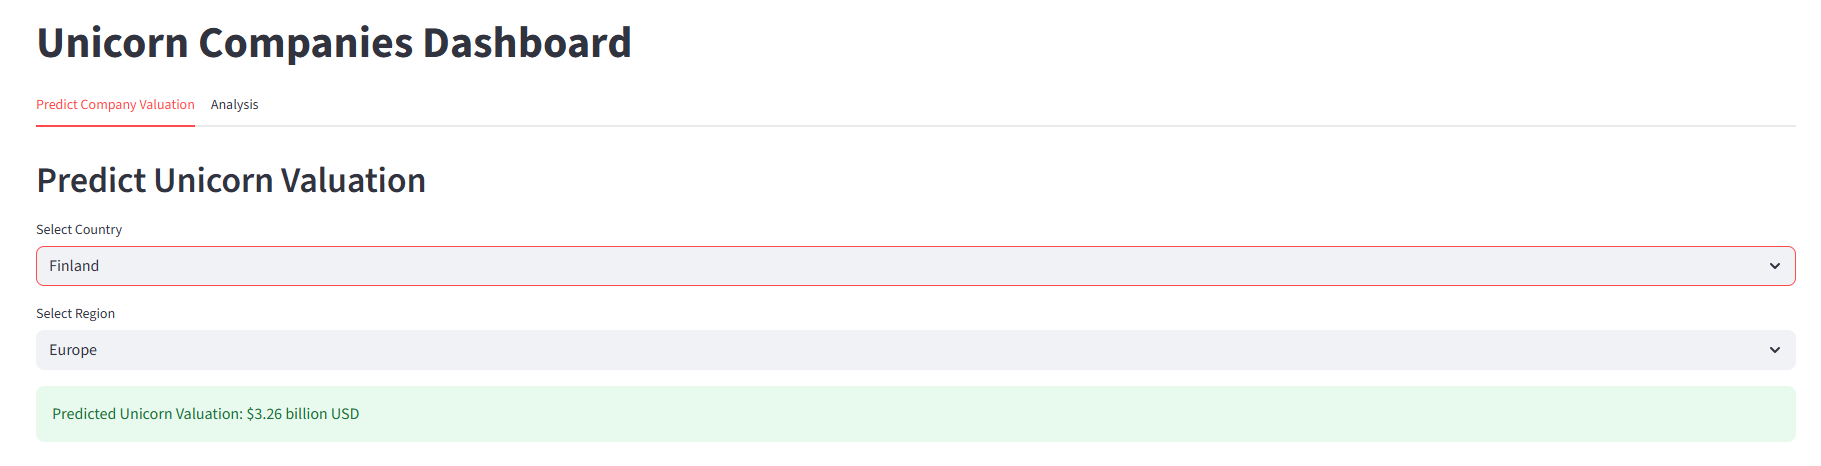 Unicorn Companies Dashboard
Predict Company Valuation Analysis
Predict Unicorn Valuation
Select Country
Finland
Select Region
Europe
Predicted Unicorn Valuation: $3.26 billion USD